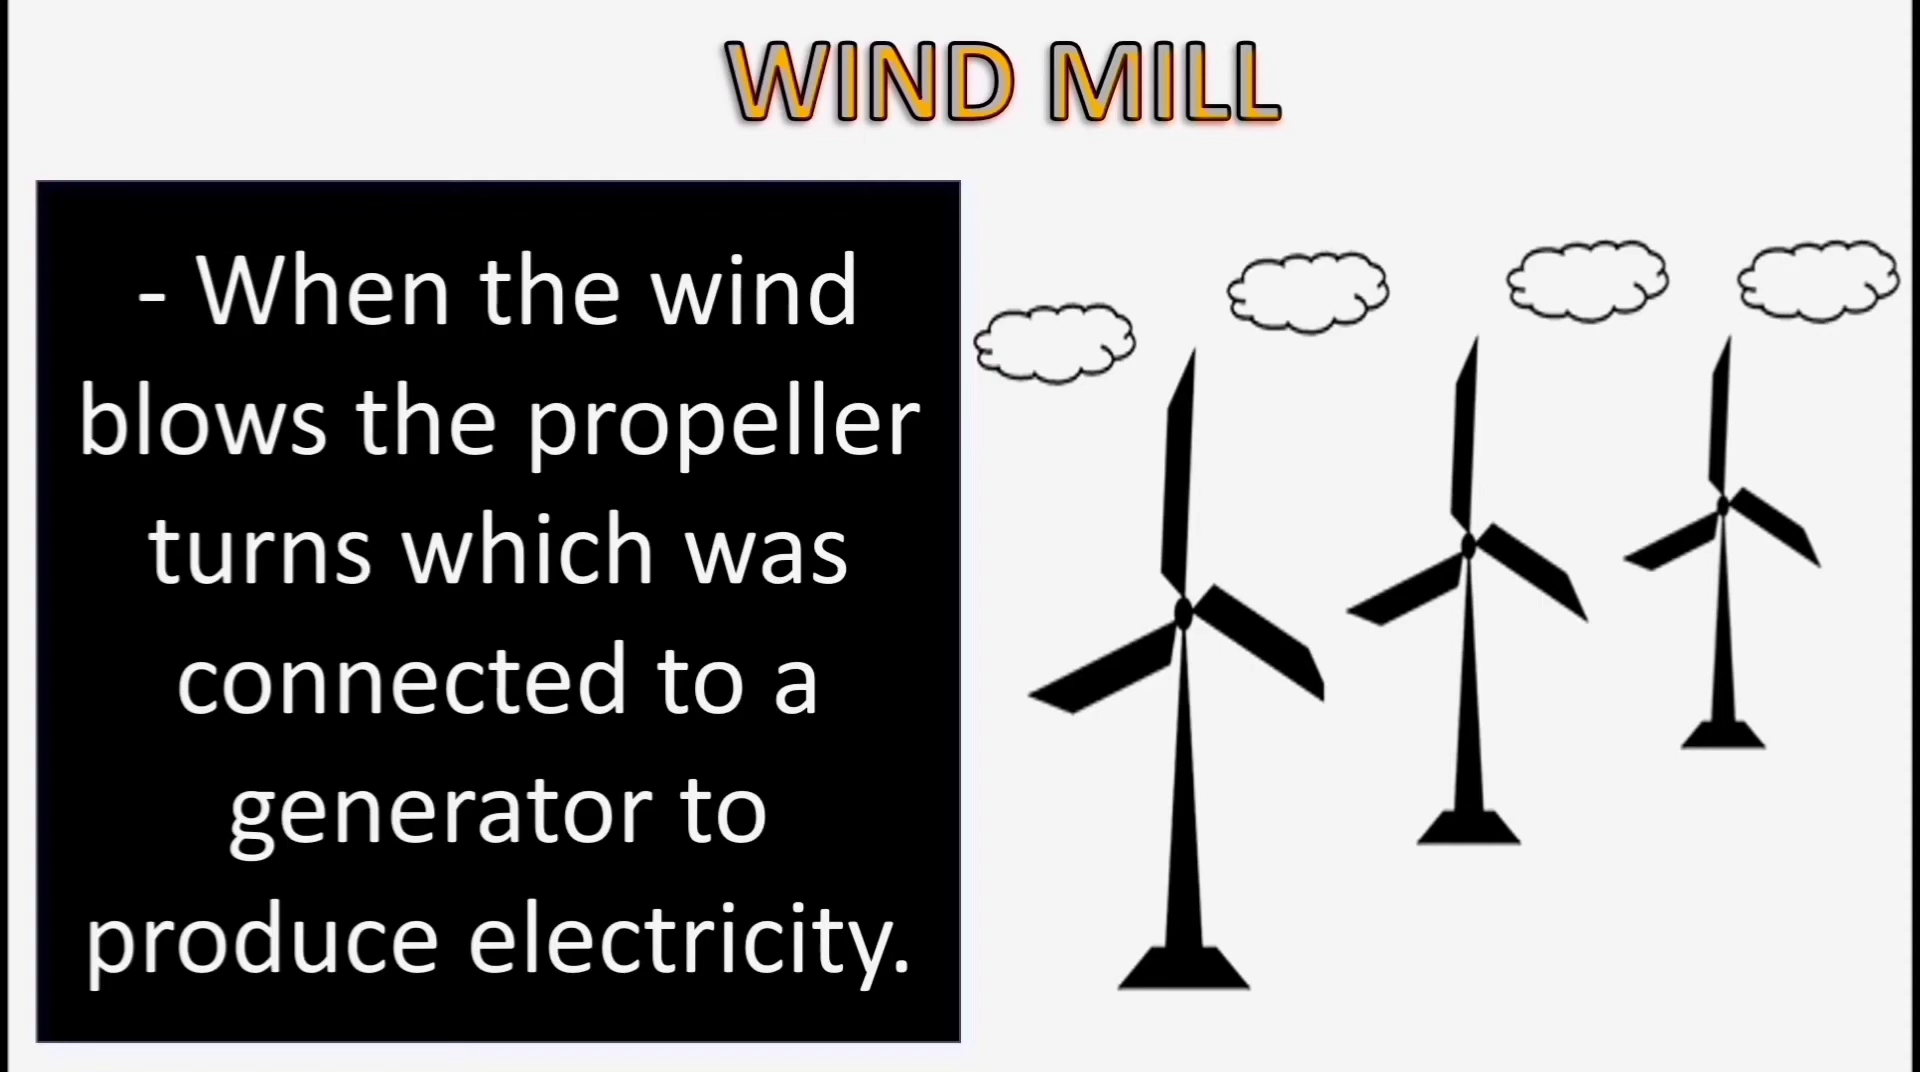 WIND MILL
- When the wind
blows the propeller
turns which was
connected to a
generator to
produce electricity.